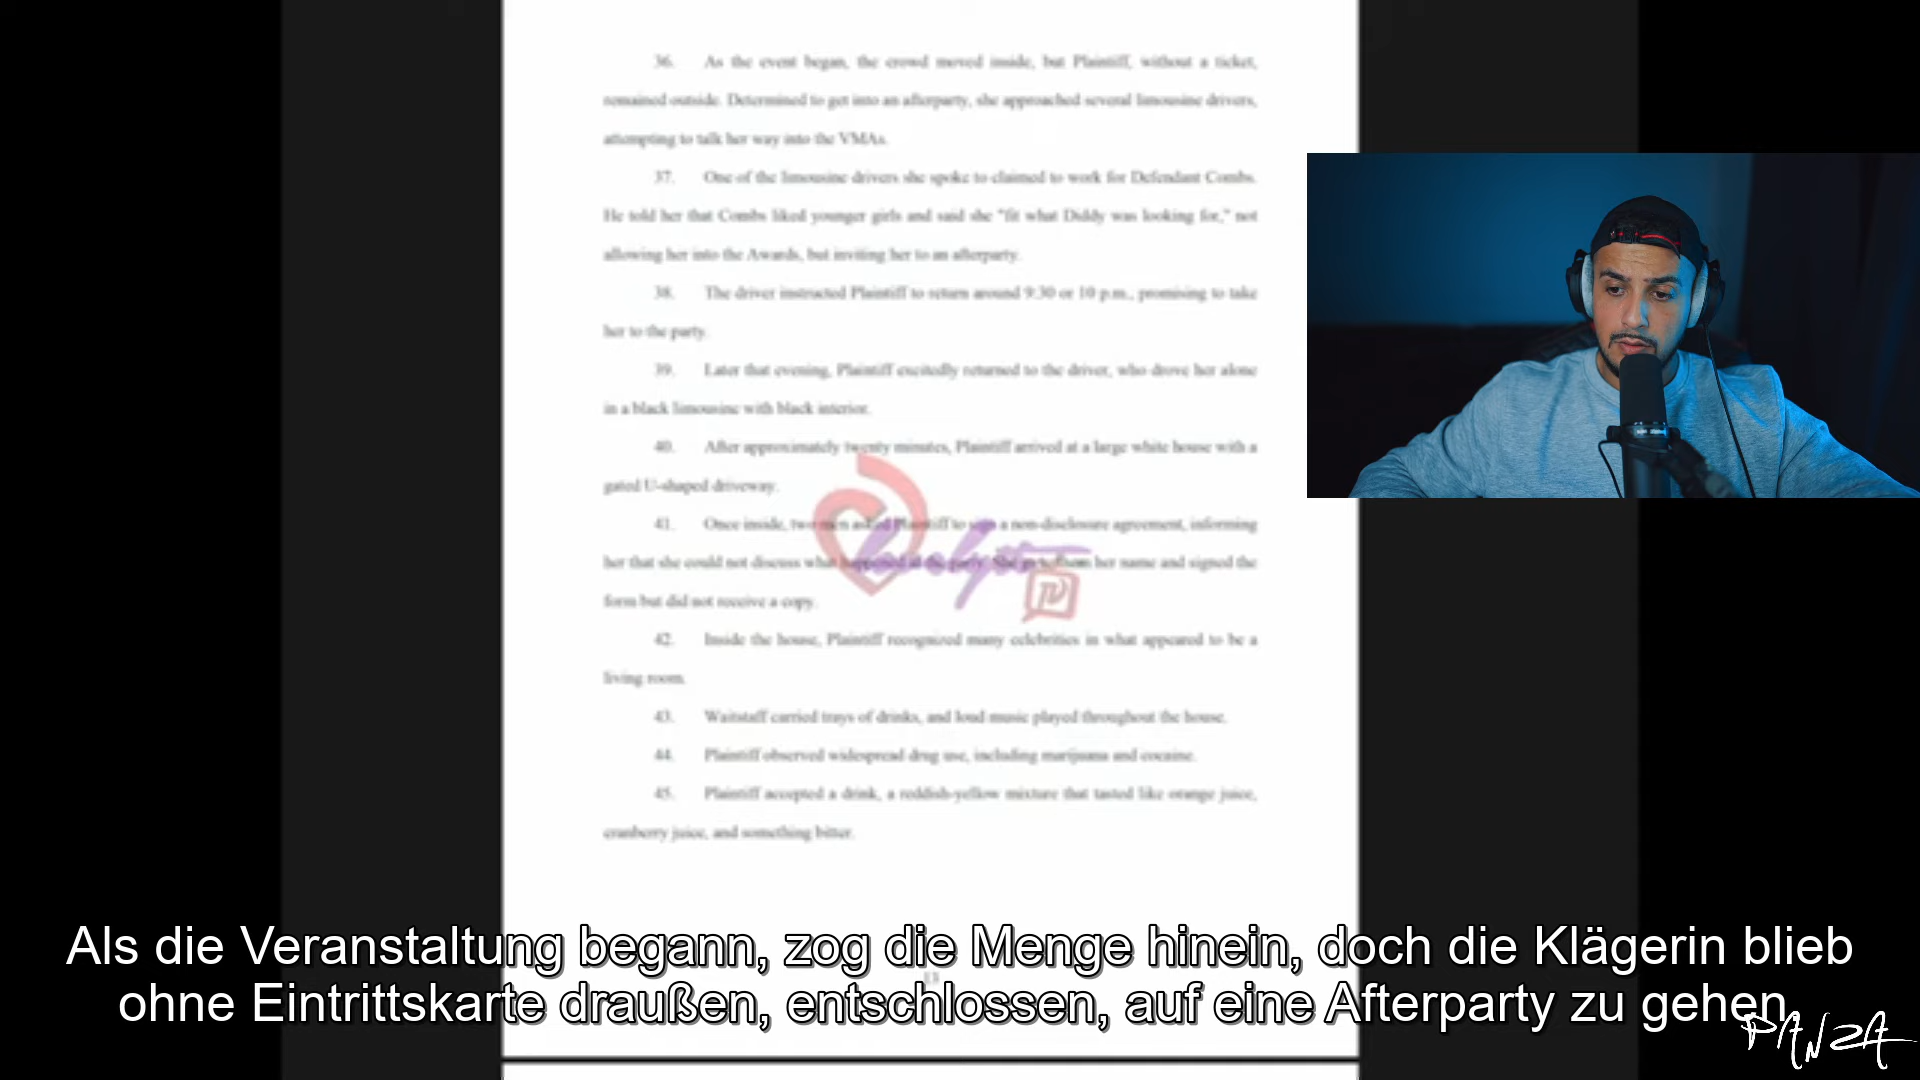 36. As the event began, the crowd moved inside, but Plaintiff, without a ticket,
remained outside. Determined to get into an afterparty, she approached several limousine drivers,
attempting to talk her way into the VMAs.
37. One of the limousine drivers she spoke to claimed to work for Defendant Combs.
He told her that Combs liked younger girls and said she "fit what Diddy was looking for," not
allowing her into the Awards, but inviting her to an afterparty.
38. The driver instructed Plaintiff to return around 9:30 or 10 p.m., promising to take
her to the party.
39. Later that evening, Plaintiff excitedly returned to the driver, who drove her alone
in a black limousine with black interior.
40. After approximately twenty minutes, Plaintiff arrived at a large white house with a
gated U-shaped driveway.
41. Once inside, two men asked Plaintiff to sign a non-disclosure agreement, informing
her that she could not discuss what happened at the party. She her name and signed the
form but did not receive a copy.
42. Inside the house, Plaintiff recognized many celebrities in what appeared to be a
living room.
43. Waitstaff carried trays of drinks, and loud music played throughout the house.
44. Plaintiff observed widespread drug use, including marijuana and cocaine.
45. Plaintiff accepted a drink, a reddish-yellow mixture that tasted like orange juice,
cranberry juice, and something bitter.
TV
Als die Veranstaltung begann, zog die Menge hinein, doch die Klägerin blieb
ohne Eintrittskarte draußen, entschlossen, auf eine Afterparty zu gehen
PANZA